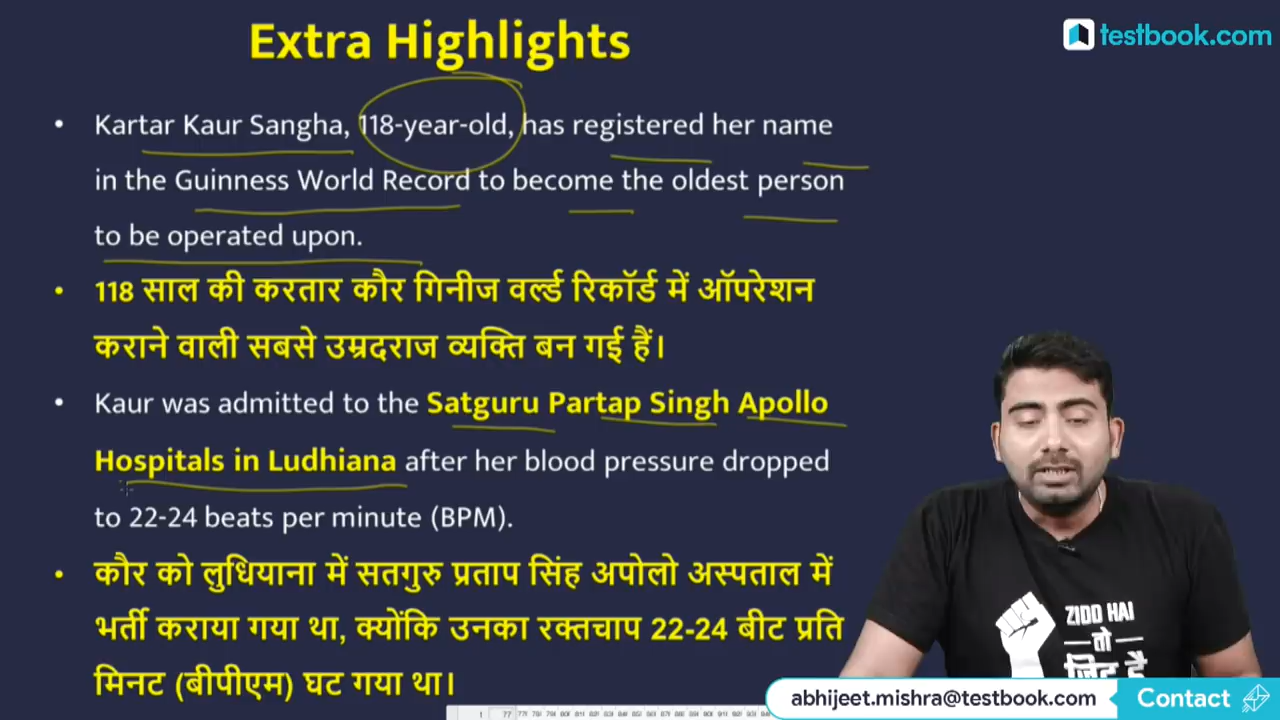 Extra Highlights
testbook.com
• Kartar Kaur Sangha, 118-year-old, has registered her name
in the Guinness World Record to become the oldest person
to be operated upon.
• 118 साल की करतार कौर गिनीज वर्ल्ड रिकॉर्ड में ऑपरेशन
कराने वाली सबसे उम्रदराज व्यक्ति बन गई हैं।
• Kaur was admitted to the Satguru Partap Singh Apollo
Hospitals in Ludhiana after her blood pressure dropped
to 22-24 beats per minute (BPM).
• कौर को लुधियाना में सतगुरु प्रताप सिंह अपोलो अस्पताल में
भर्ती कराया गया था, क्योंकि उनका रक्तचाप 22-24 बीट प्रति
मिनट (बीपीएम) घट गया था।
ZIDD HAI
तो
जित है
abhijeet.mishra@testbook.com
Contact